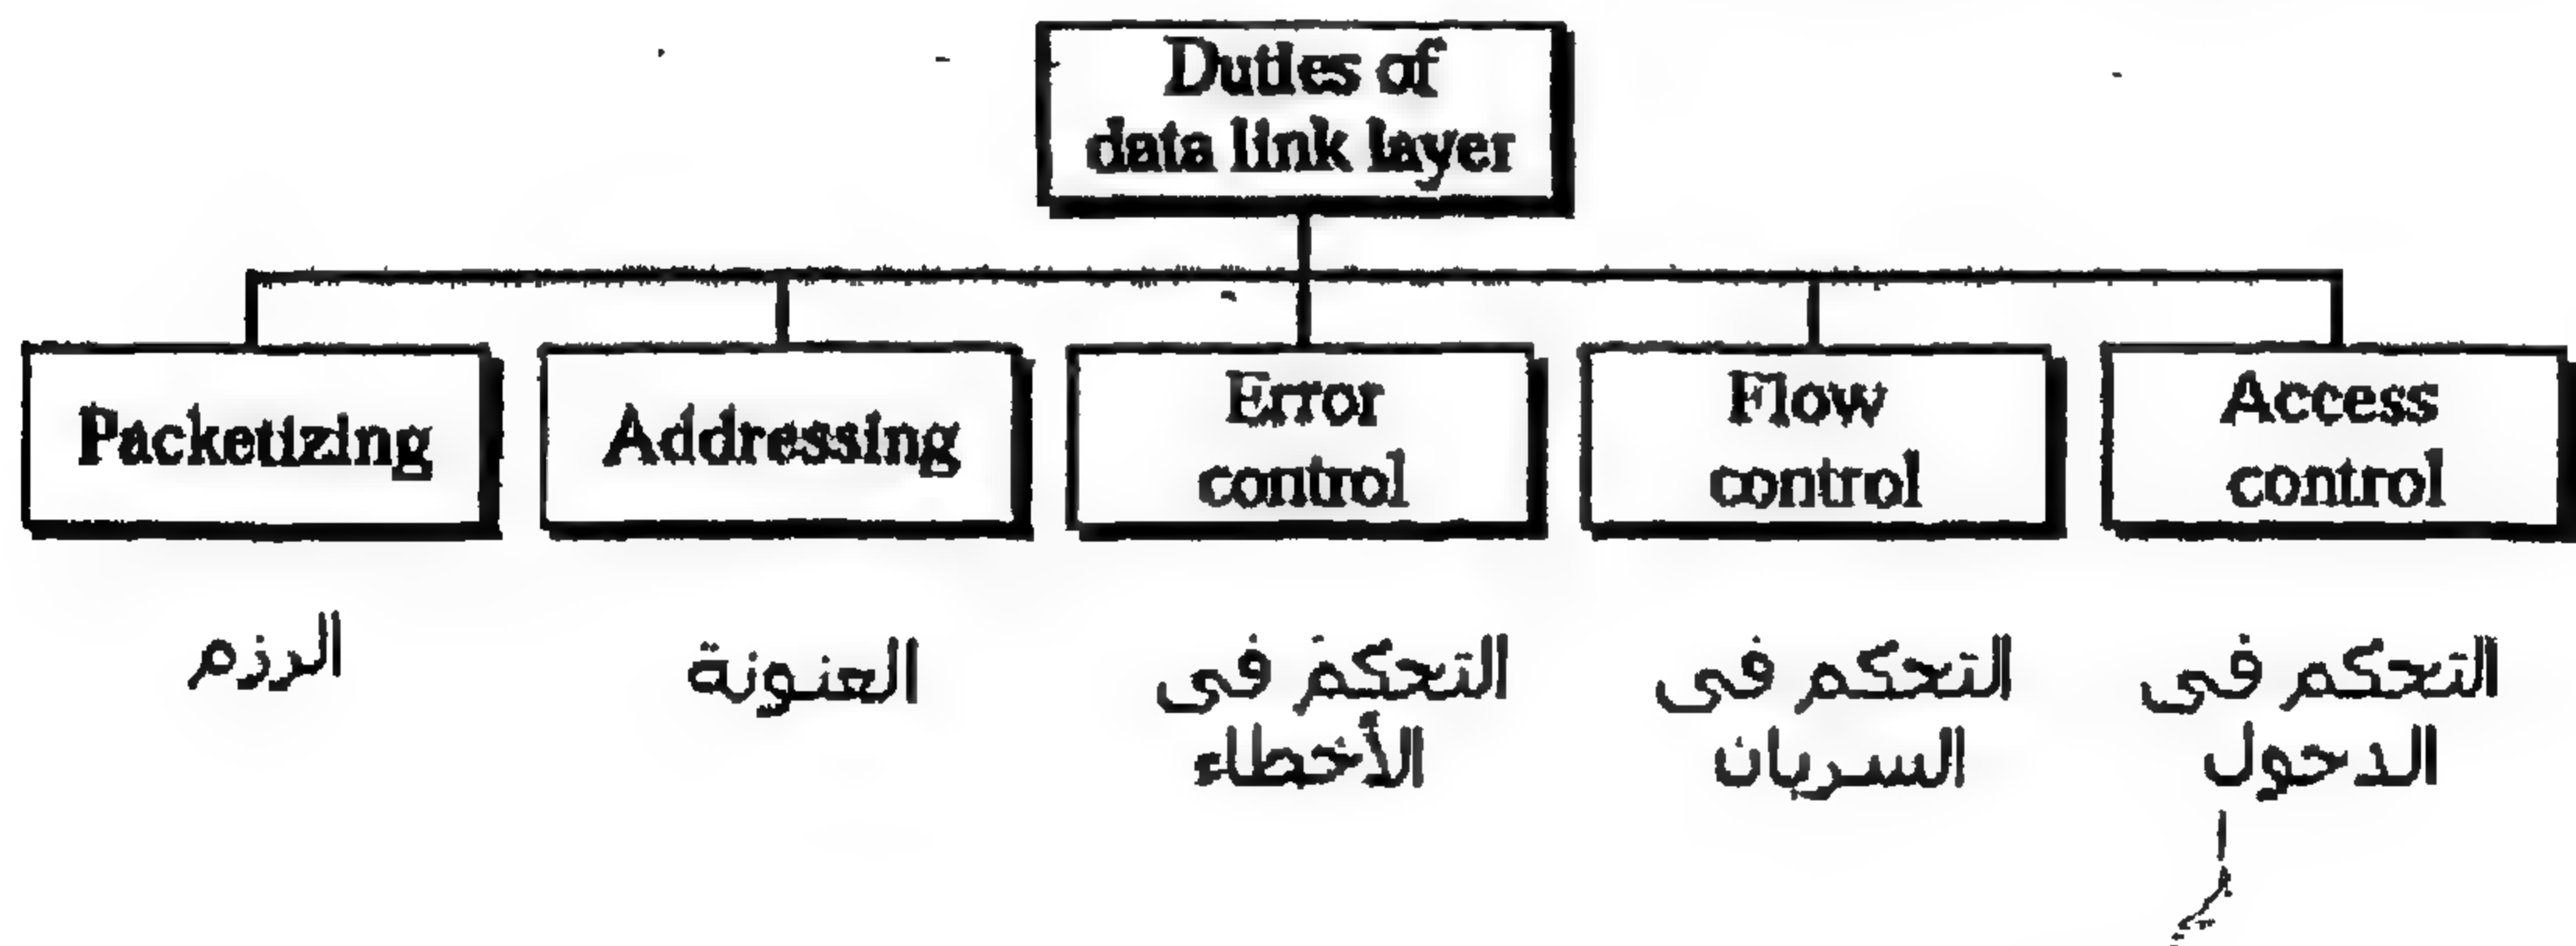 Duties of
data link layer
Packetizing
Addressing
Error
control
Flow
control
Access
control
الرزم
العنونة
التحكم فى
الأخطاء
التحكم فى
السريان
التحكم فى
الدخول